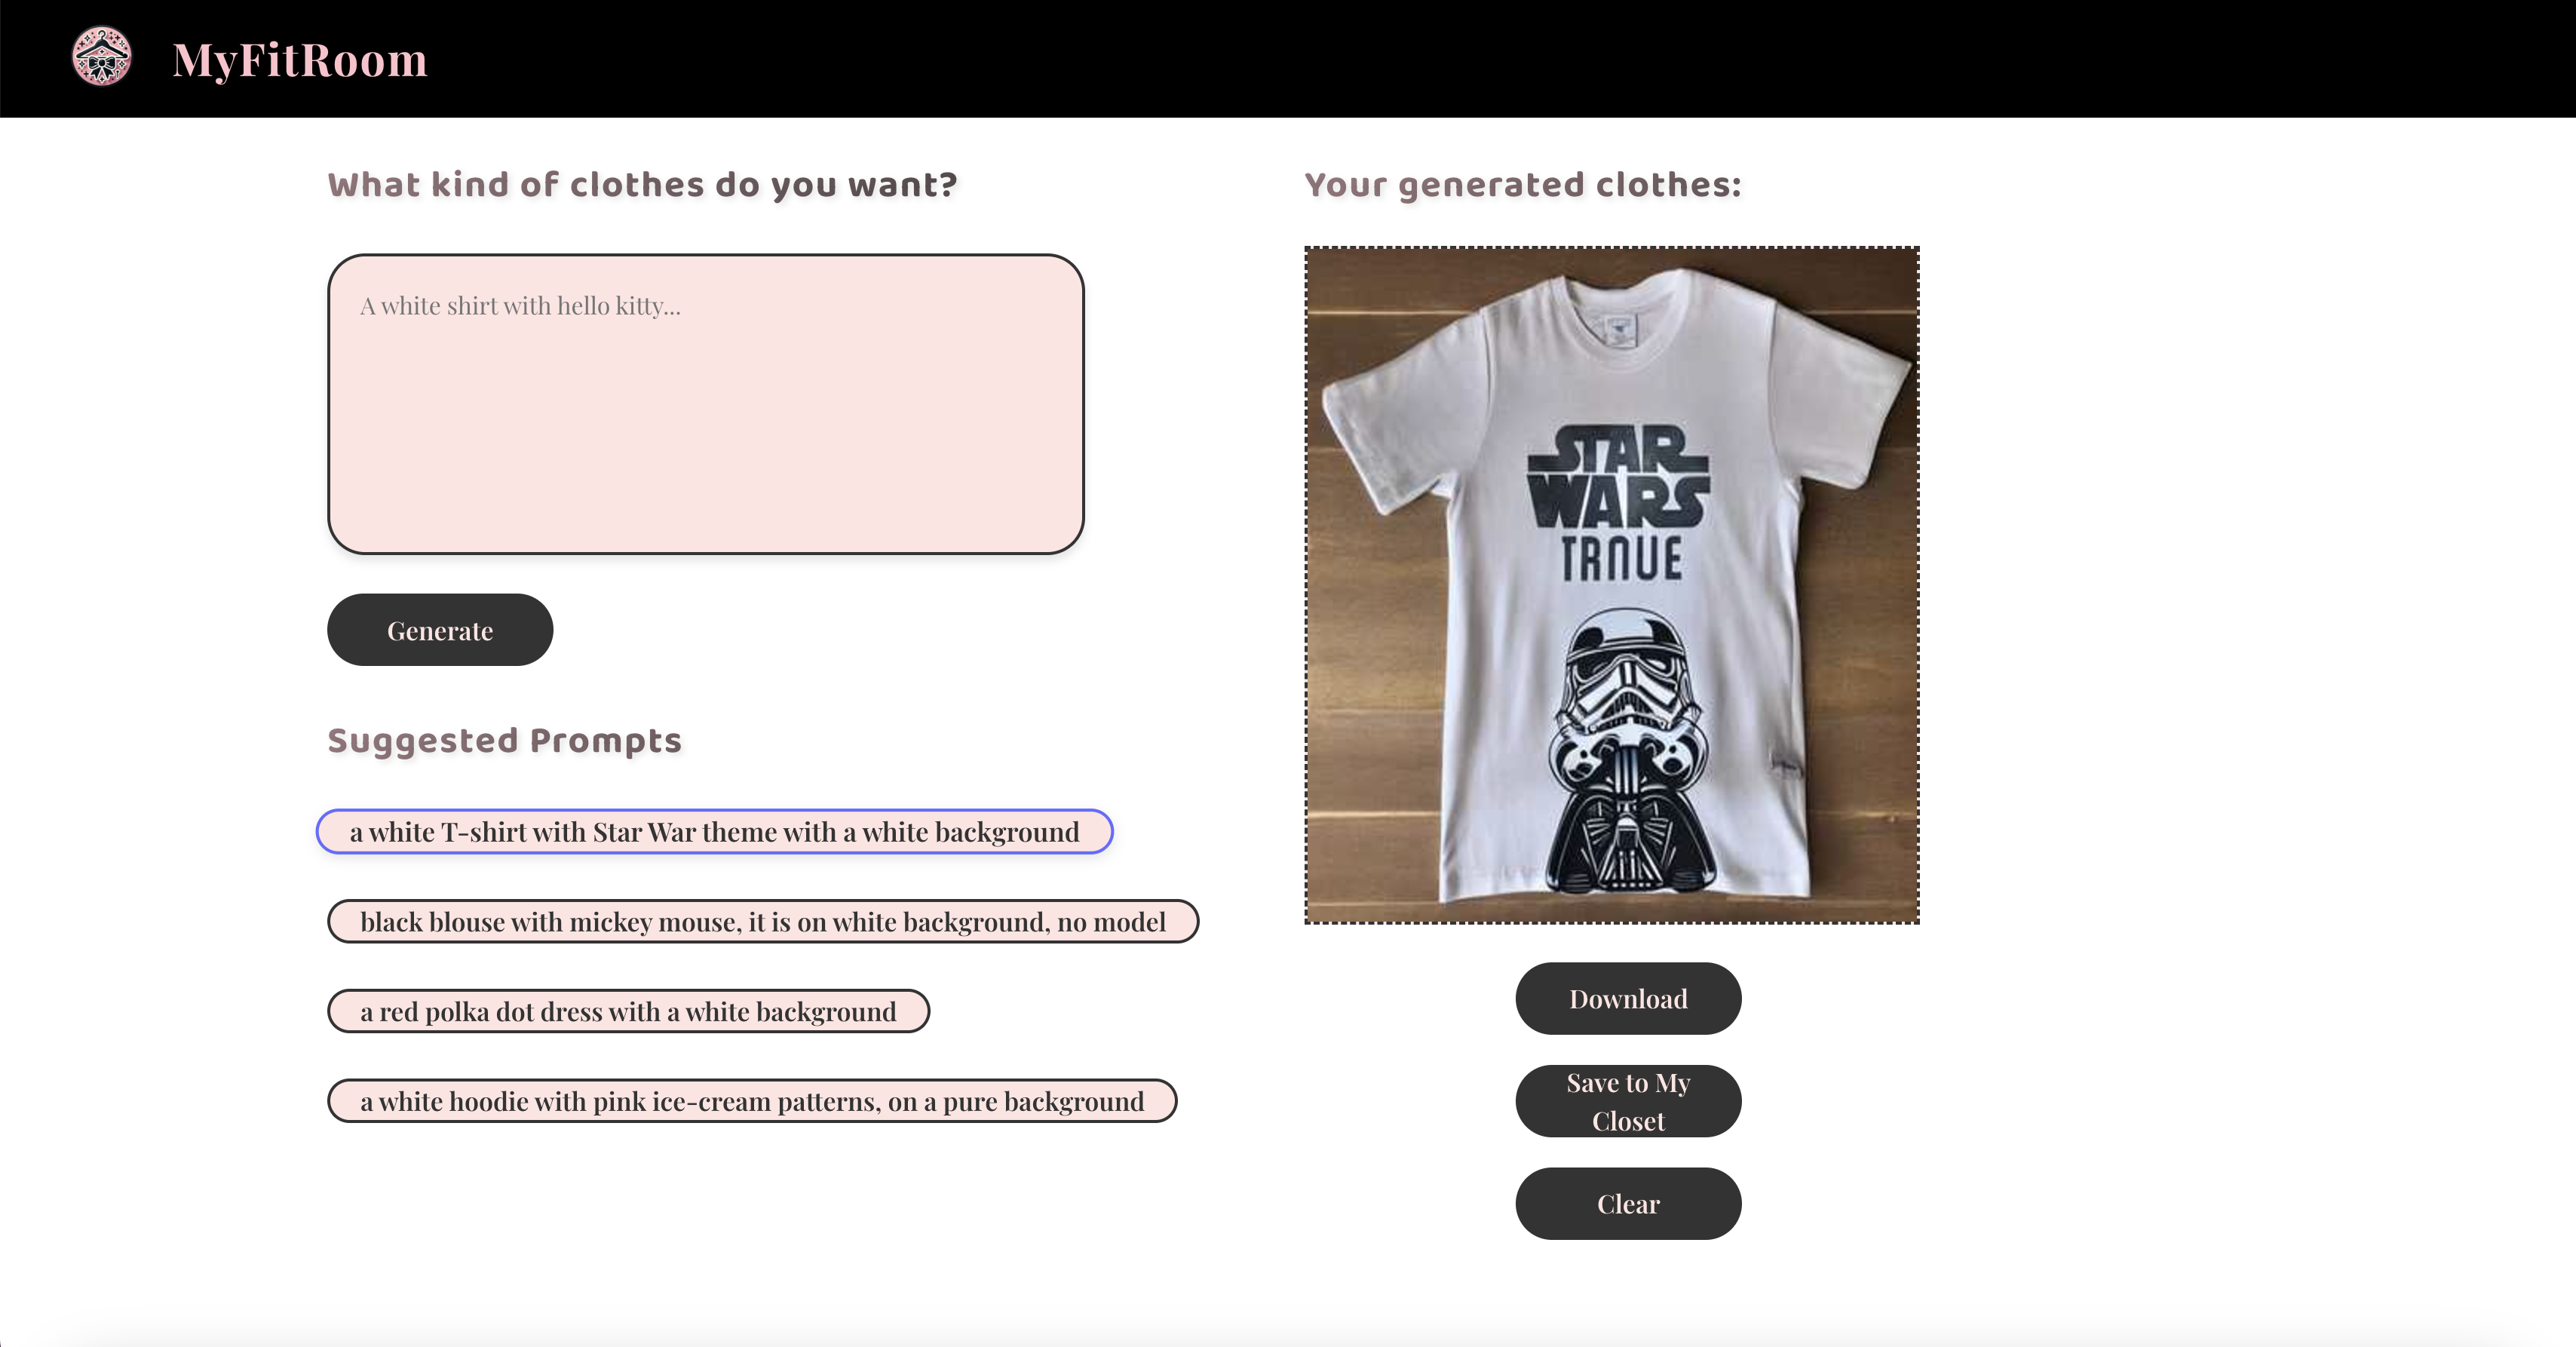 MyFitRoom
What kind of clothes do you want?
A white shirt with hello kitty...
Generate
Suggested Prompts
a white T-shirt with Star War theme with a white background
black blouse with mickey mouse, it is on white background, no model
a red polka dot dress with a white background
a white hoodie with pink ice-cream patterns, on a pure background
Your generated clothes:
STAR
WARS
TRNUE
Download
Save to My
Closet
Clear